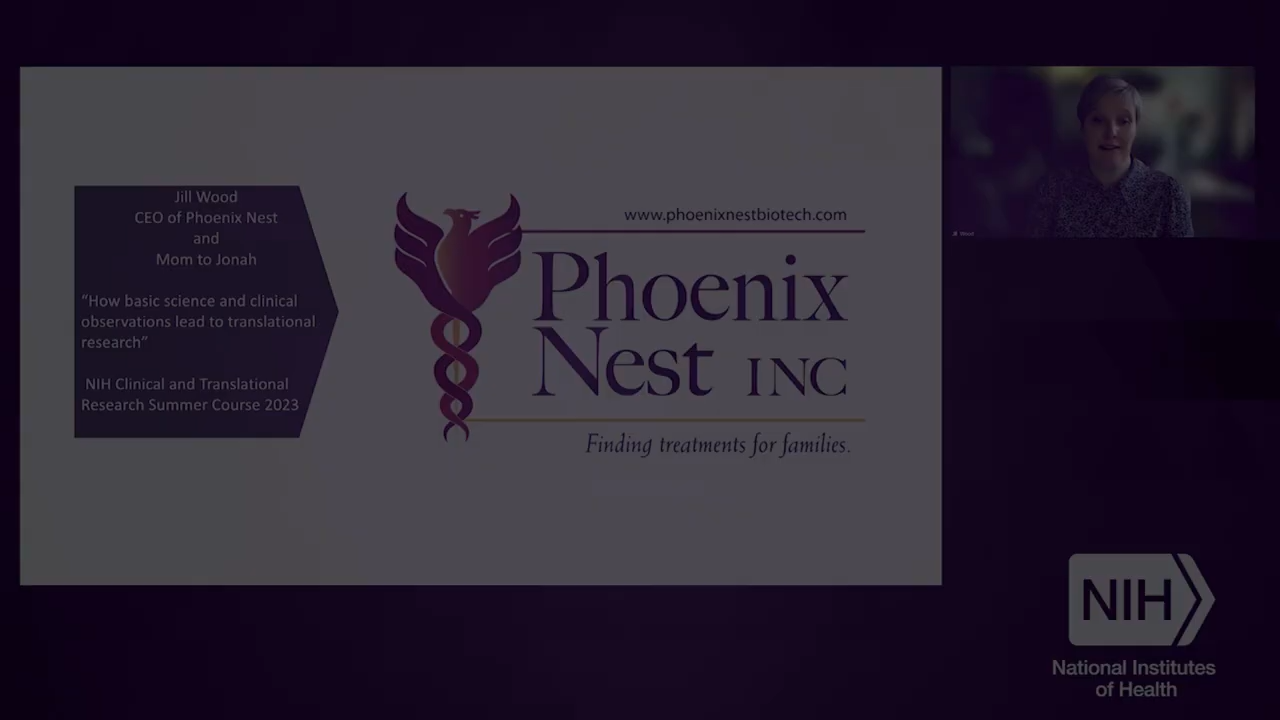 Jill Wood
CEO of Phoenix Nest
and
Mom to Jonah
“How basic science and clinical
observations lead to translational
research”
NIH Clinical and Translational
Research Summer Course 2023
www.phoenixnestbiotech.com
Phoenix
Nest INC
Finding treatments for families.
NIH
National Institutes
of Health